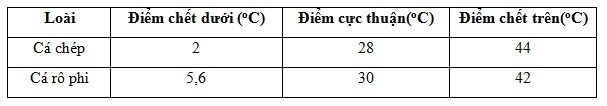 Loài Điểm chết dưới (ºC) Điểm cực thuận(ºC) Điểm chết trên(ºC)
Cá chép 2 28 44
Cá rô phi 5,6 30 42